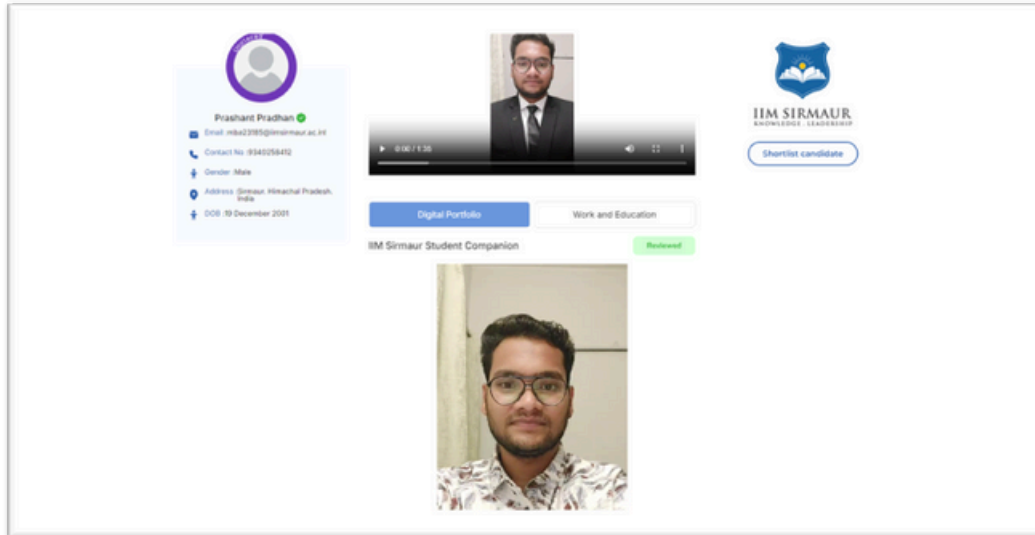 Prashant Pradhan
Email :mba23185@iimsirmaur.ac.in!
Contact No :9340258412
Gender :Male
Address :Sirmaur, Himachal Pradesh,
India
DOB :19 December 2001
0:00 / 1:35
IIM SIRMAUR
KNOWLEDGE . LEADERSHIP
Shortlist candidate
Digital Portfolio
Work and Education
IIM Sirmaur Student Companion
Reviewed